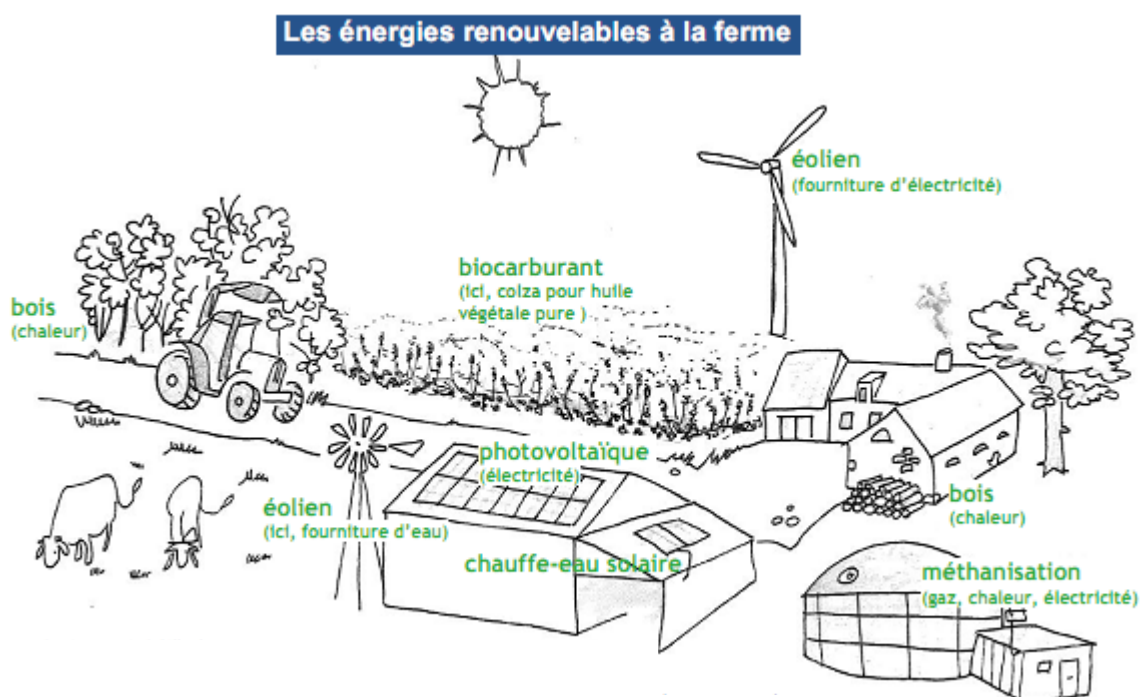 Les énergies renouvelables à la ferme
éolien
(fourniture d'électricité)
biocarburant
(ici, colza pour huile
végétale pure )
bois
(chaleur)
photovoltaïque
(électricité)
éolien
(ici, fourniture d'eau)
bois
(chaleur)
chauffe-eau solaire
méthanisation
(gaz, chaleur, électricité)